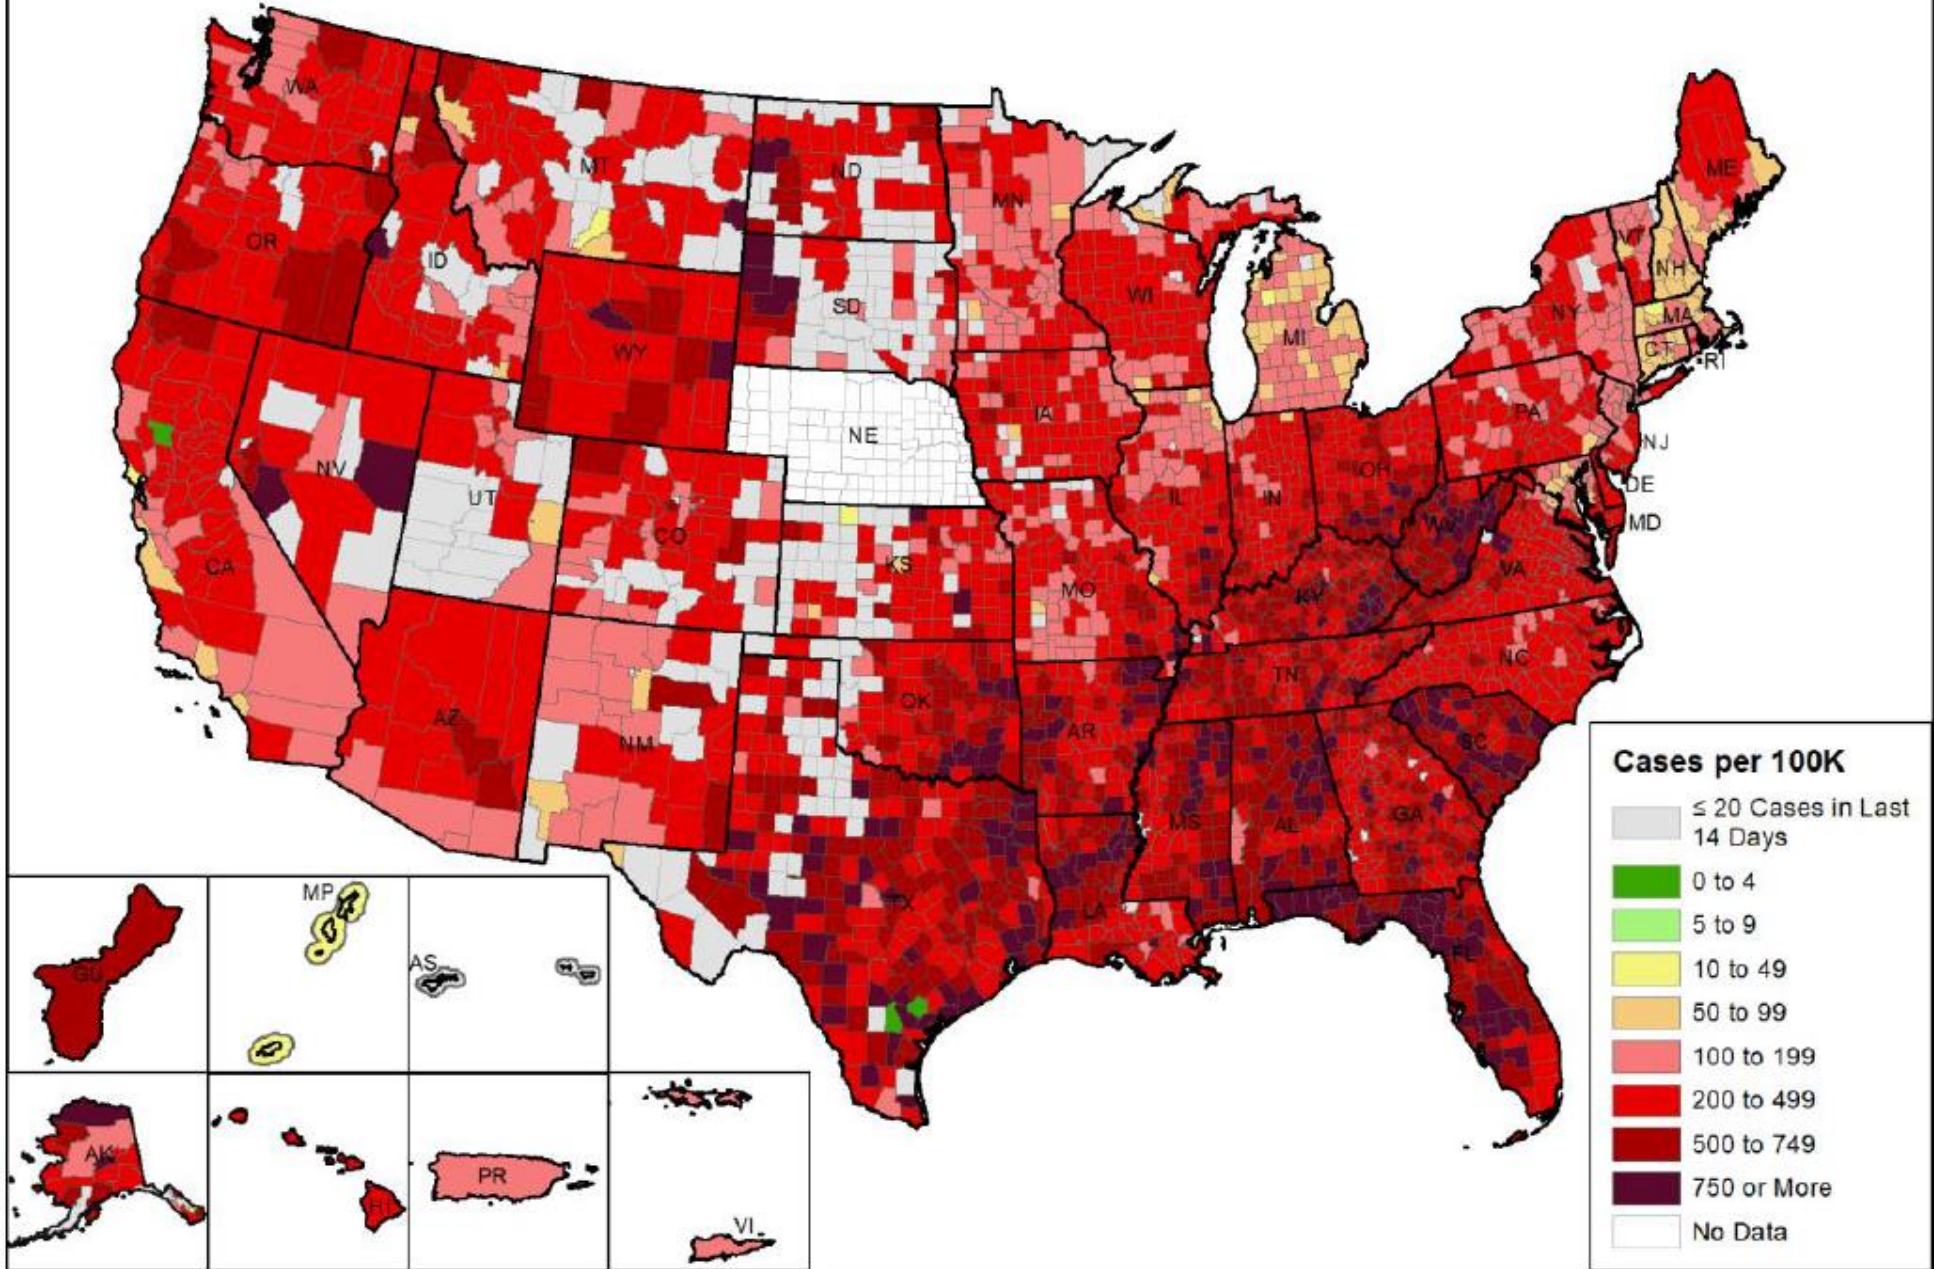 WA
MT
ND
MN
ME
OR
ID
SD
WI
VT
NH
NY
MA
CT
RI
WY
MI
NE
IA
PA
NJ
NV
UT
CO
IL
IN
OH
DE
MD
WV
CA
KS
MO
KY
VA
AZ
NM
OK
AR
TN
NC
TX
LA
MS
AL
GA
SC
FL
GU
MP
AS
AK
HI
PR
VI
Cases per 100K
≤ 20 Cases in Last
14 Days
0 to 4
5 to 9
10 to 49
50 to 99
100 to 199
200 to 499
500 to 749
750 or More
No Data